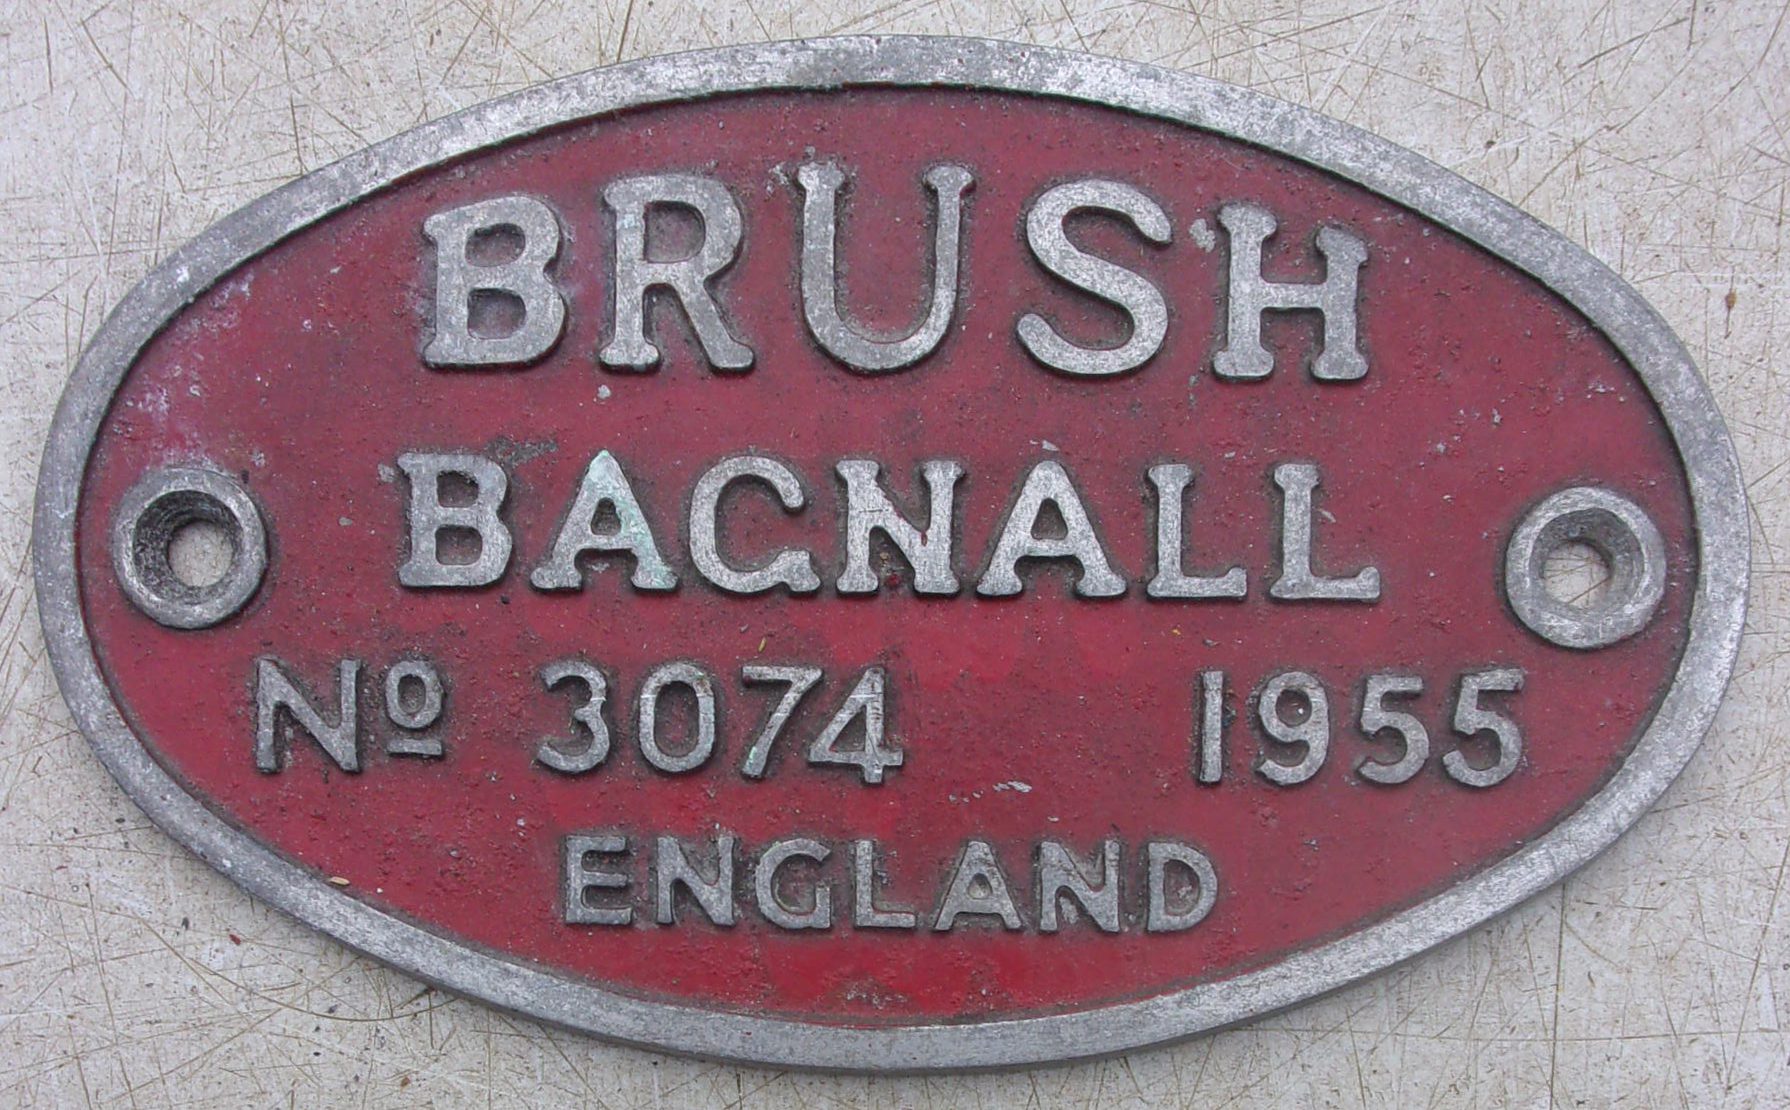 BRUSH
BAGNALL
Nº 3074 1955
ENGLAND